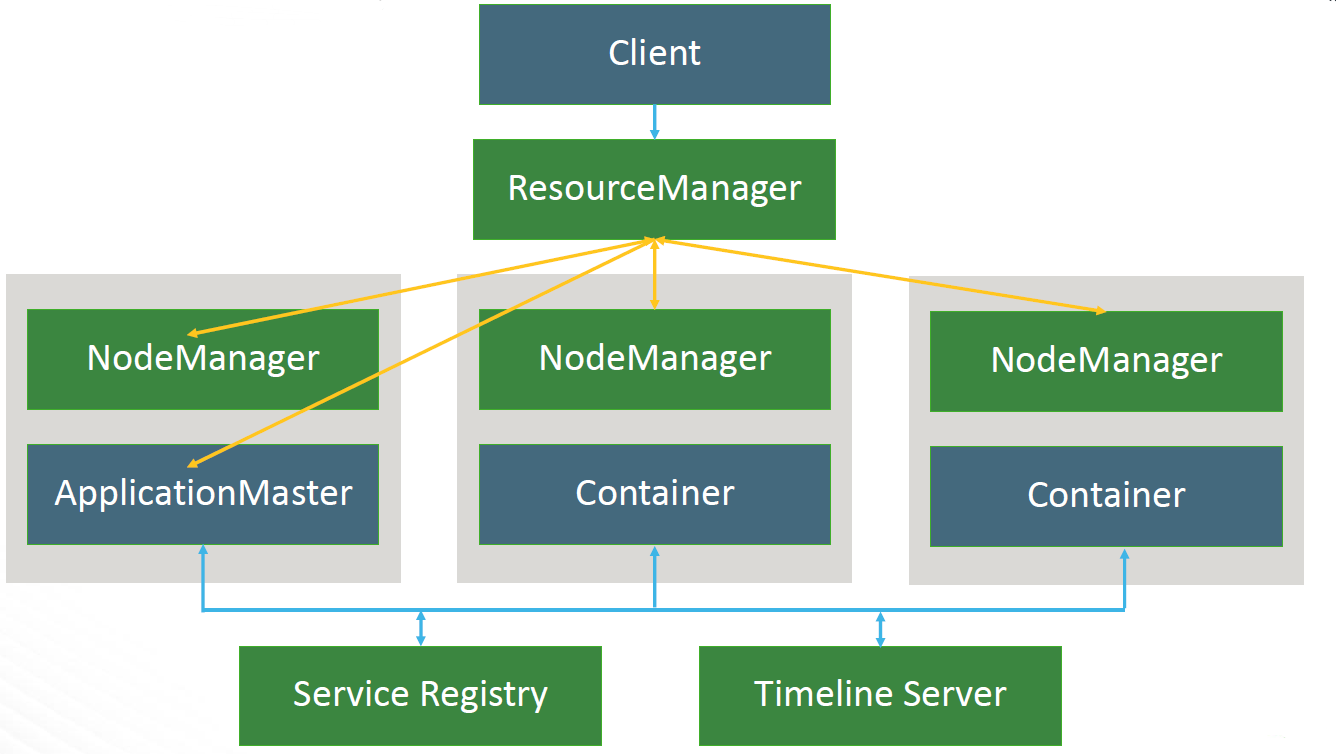 Client
ResourceManager
NodeManager
NodeManager
NodeManager
ApplicationMaster
Container
Container
Service Registry
Timeline Server